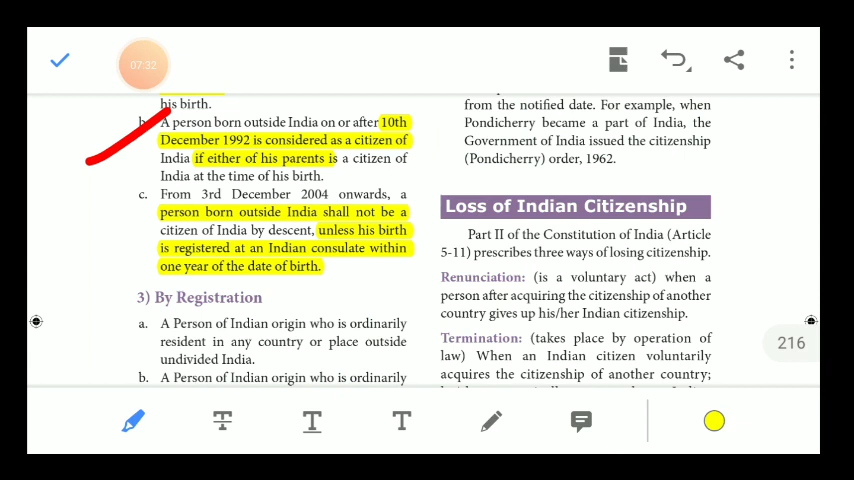 07:32
his birth.
A person born outside India on or after 10th
December 1992 is considered as a citizen of
India if either of his parents is a citizen of
India at the time of his birth.
c. From 3rd December 2004 onwards, a
person born outside India shall not be a
citizen of India by descent, unless his birth
is registered at an Indian consulate within
one year of the date of birth.
3) By Registration
a. A Person of Indian origin who is ordinarily
resident in any country or place outside
undivided India.
b. A Person of Indian origin who is ordinarily
from the notified date. For example, when
Pondicherry became a part of India, the
Government of India issued the citizenship
(Pondicherry) order, 1962.
Loss of Indian Citizenship
Part II of the Constitution of India (Article
5-11) prescribes three ways of losing citizenship.
Renunciation: (is a voluntary act) when a
person after acquiring the citizenship of another
country gives up his/her Indian citizenship.
Termination: (takes place by operation of
law) When an Indian citizen voluntarily
acquires the citizenship of another country;
216
T T T